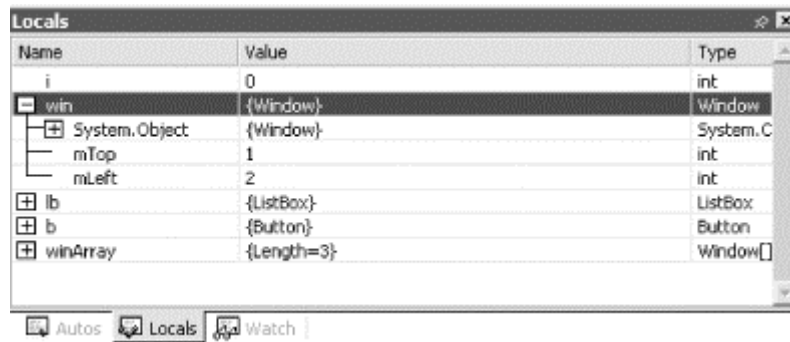 Locals
Name Value Type
i 0 int
win {Window} Window
System.Object {Window} System.C
mTop 1 int
mLeft 2 int
lb {ListBox} ListBox
b {Button} Button
winArray {Length=3} Window[]
Autos Locals Watch